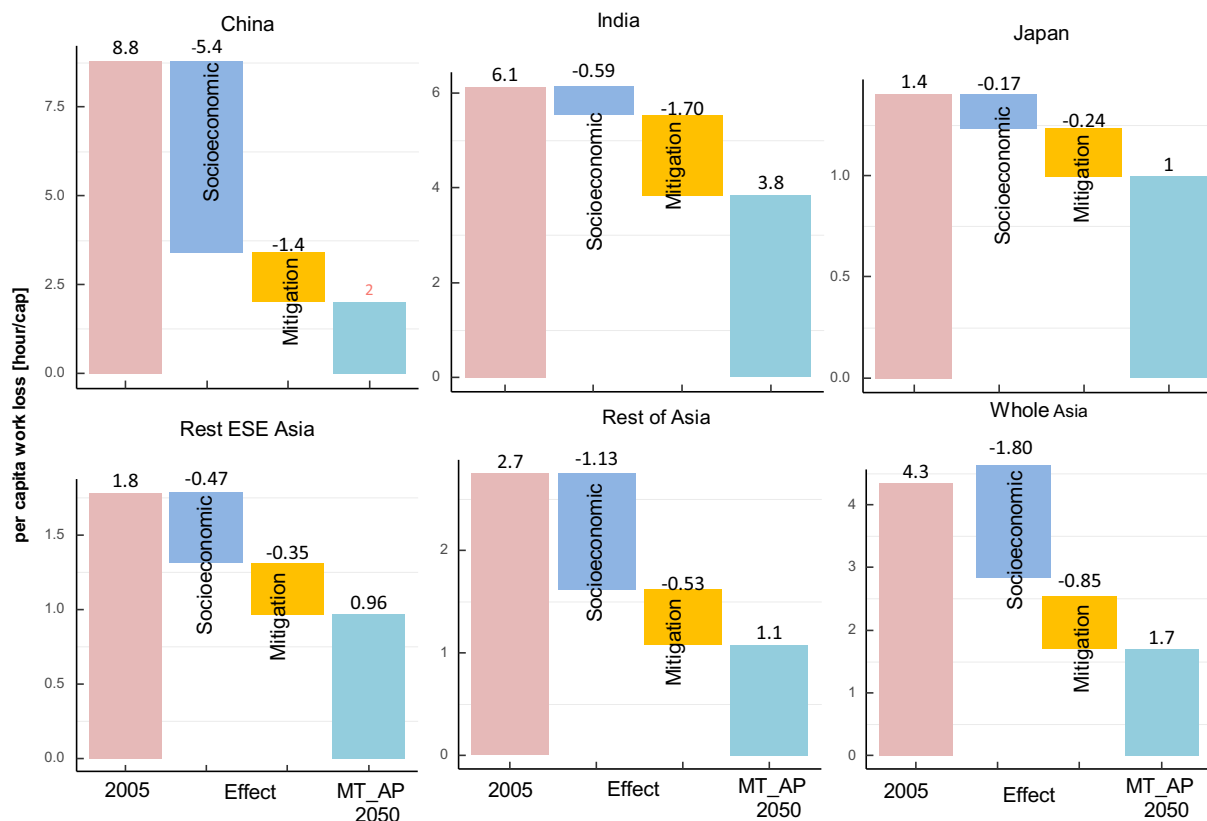 China
8.8
-5.4
7.5
5.0
2.5
0.0
Socioeconomic
-1.4
Mitigation
2
India
6.1
-0.59
-1.70
6
4
2
0
Socioeconomic
Mitigation
3.8
Japan
1.4
-0.17
-0.24
1.0
0.5
0.0
Socioeconomic
Mitigation
1
per capita work loss [hour/cap]
Rest ESE Asia
1.8
-0.47
-0.35
1.5
1.0
0.5
0.0
Socioeconomic
Mitigation
0.96
2005
Effect
MT_AP
2050
Rest of Asia
2.7
-1.13
-0.53
2
1
0
Socioeconomic
Mitigation
1.1
2005
Effect
MT_AP
2050
Whole Asia
4.3
-1.80
-0.85
4
3
2
1
0
Socioeconomic
Mitigation
1.7
2005
Effect
MT_AP
2050